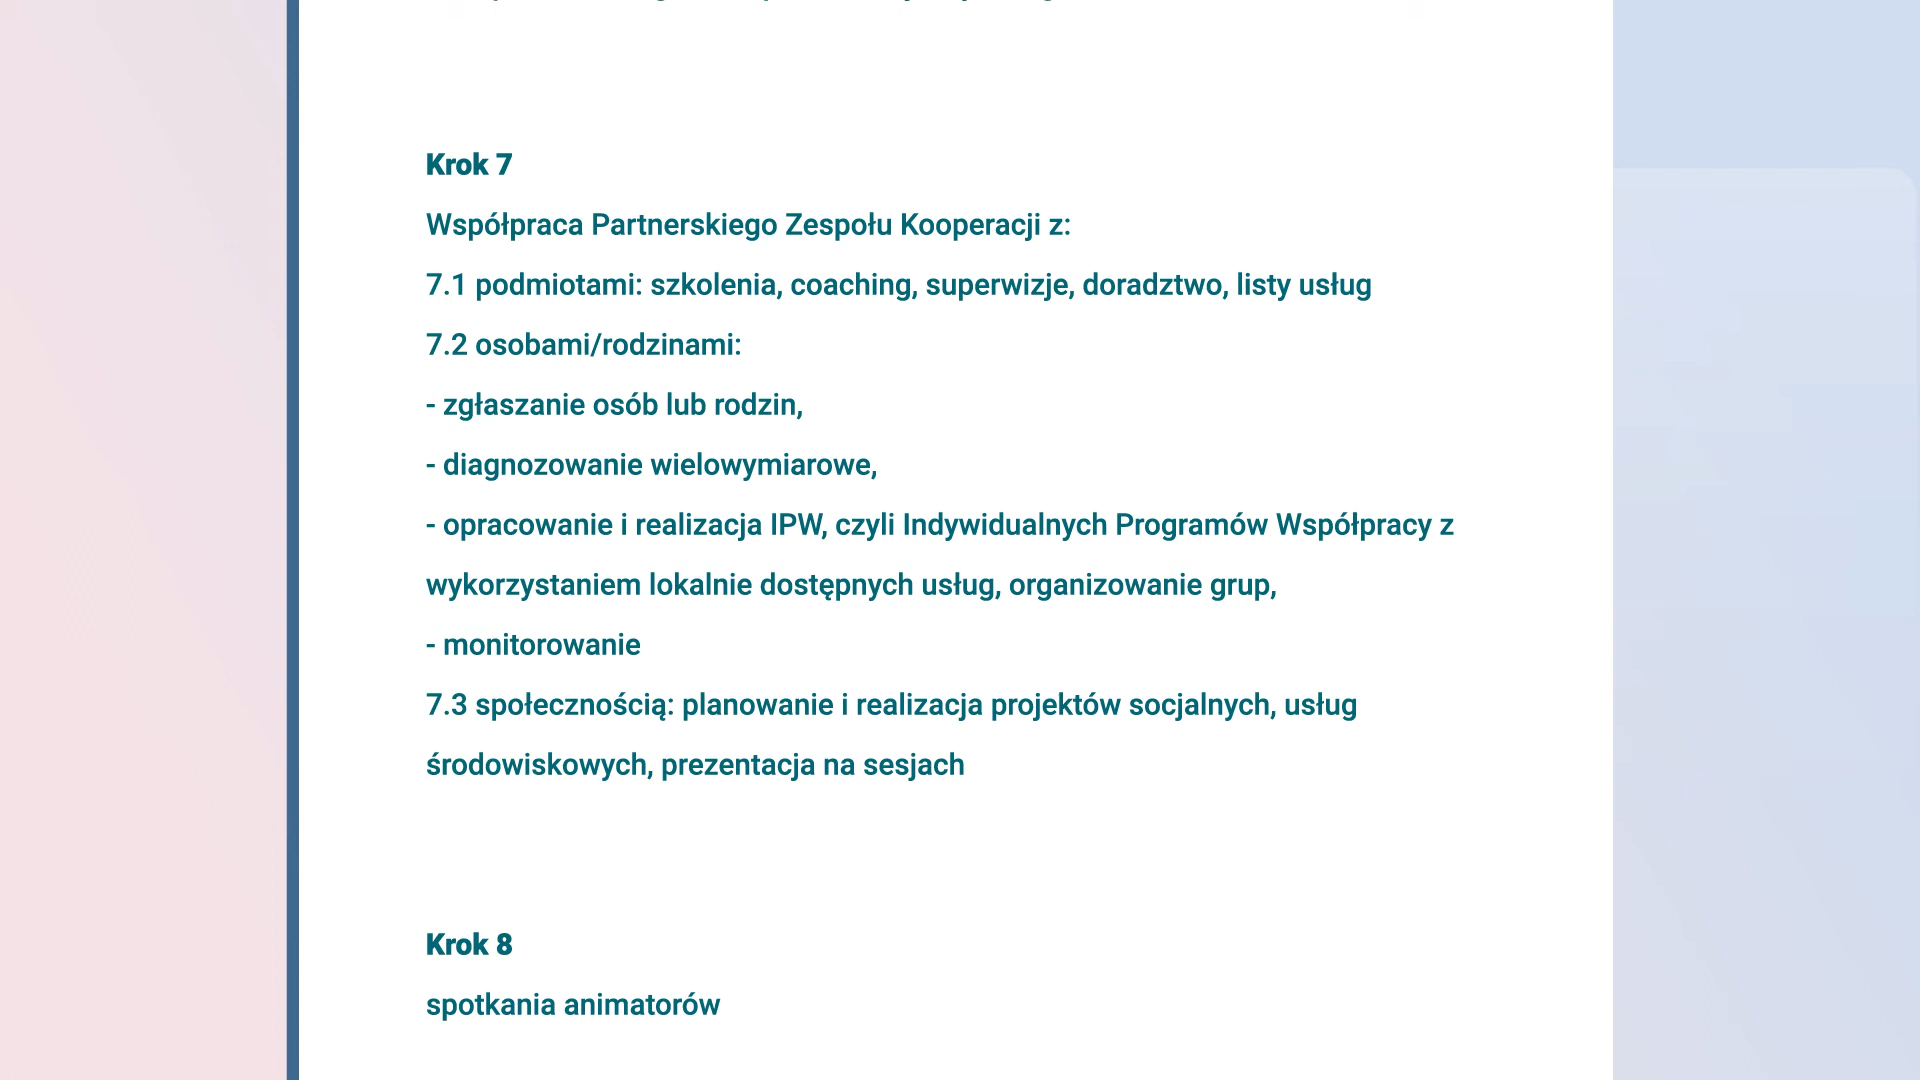 Krok 7
Współpraca Partnerskiego Zespołu Kooperacji z:
7.1 podmiotami: szkolenia, coaching, superwizje, doradztwo, listy usług
7.2 osobami/rodzinami:
- zgłaszanie osób lub rodzin,
- diagnozowanie wielowymiarowe,
- opracowanie i realizacja IPW, czyli Indywidualnych Programów Współpracy z
wykorzystaniem lokalnie dostępnych usług, organizowanie grup,
- monitorowanie
7.3 społecznością: planowanie i realizacja projektów socjalnych, usług
środowiskowych, prezentacja na sesjach
Krok 8
spotkania animatorów